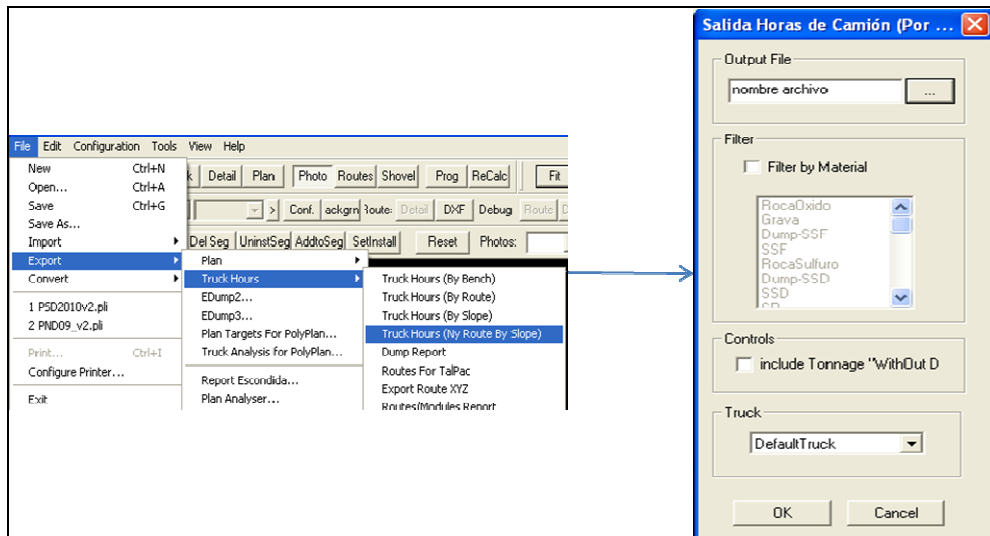 File Edit Configuration Tools View Help
New Ctrl+N
Open... Ctrl+A
Save Ctrl+G
Save As...
Import
Export
Convert
1 P5D2010v2.pli
2 PND09_v2.pli
Print... Ctrl+I
Configure Printer...
Exit
k Detail Plan Photo Routes Shovel Prog ReCalc Fit
> Conf. ackgrn Route: Detail DXF Debug Route D
Del Seg UninstSeg AddtoSeg SetInstall Reset Photos:
Plan
Truck Hours
EDump2...
EDump3...
Plan Targets For PolyPlan...
Truck Analysis for PolyPlan...
Report Escondida...
Plan Analyser...
Truck Hours (By Bench)
Truck Hours (By Route)
Truck Hours (By Slope)
Truck Hours (Ny Route By Slope)
Dump Report
Routes For TalPac
Export Route XYZ
Routes/Modules Report
Salida Horas de Camión (Por ...
Output File
nombre archivo ...
Filter
Filter by Material
RocaOxido
Grava
Dump-SSF
SSF
RocaSulfuro
Dump-SSD
SSD
Controls
include Tonnage "WithOut D
Truck
DefaultTruck
OK Cancel